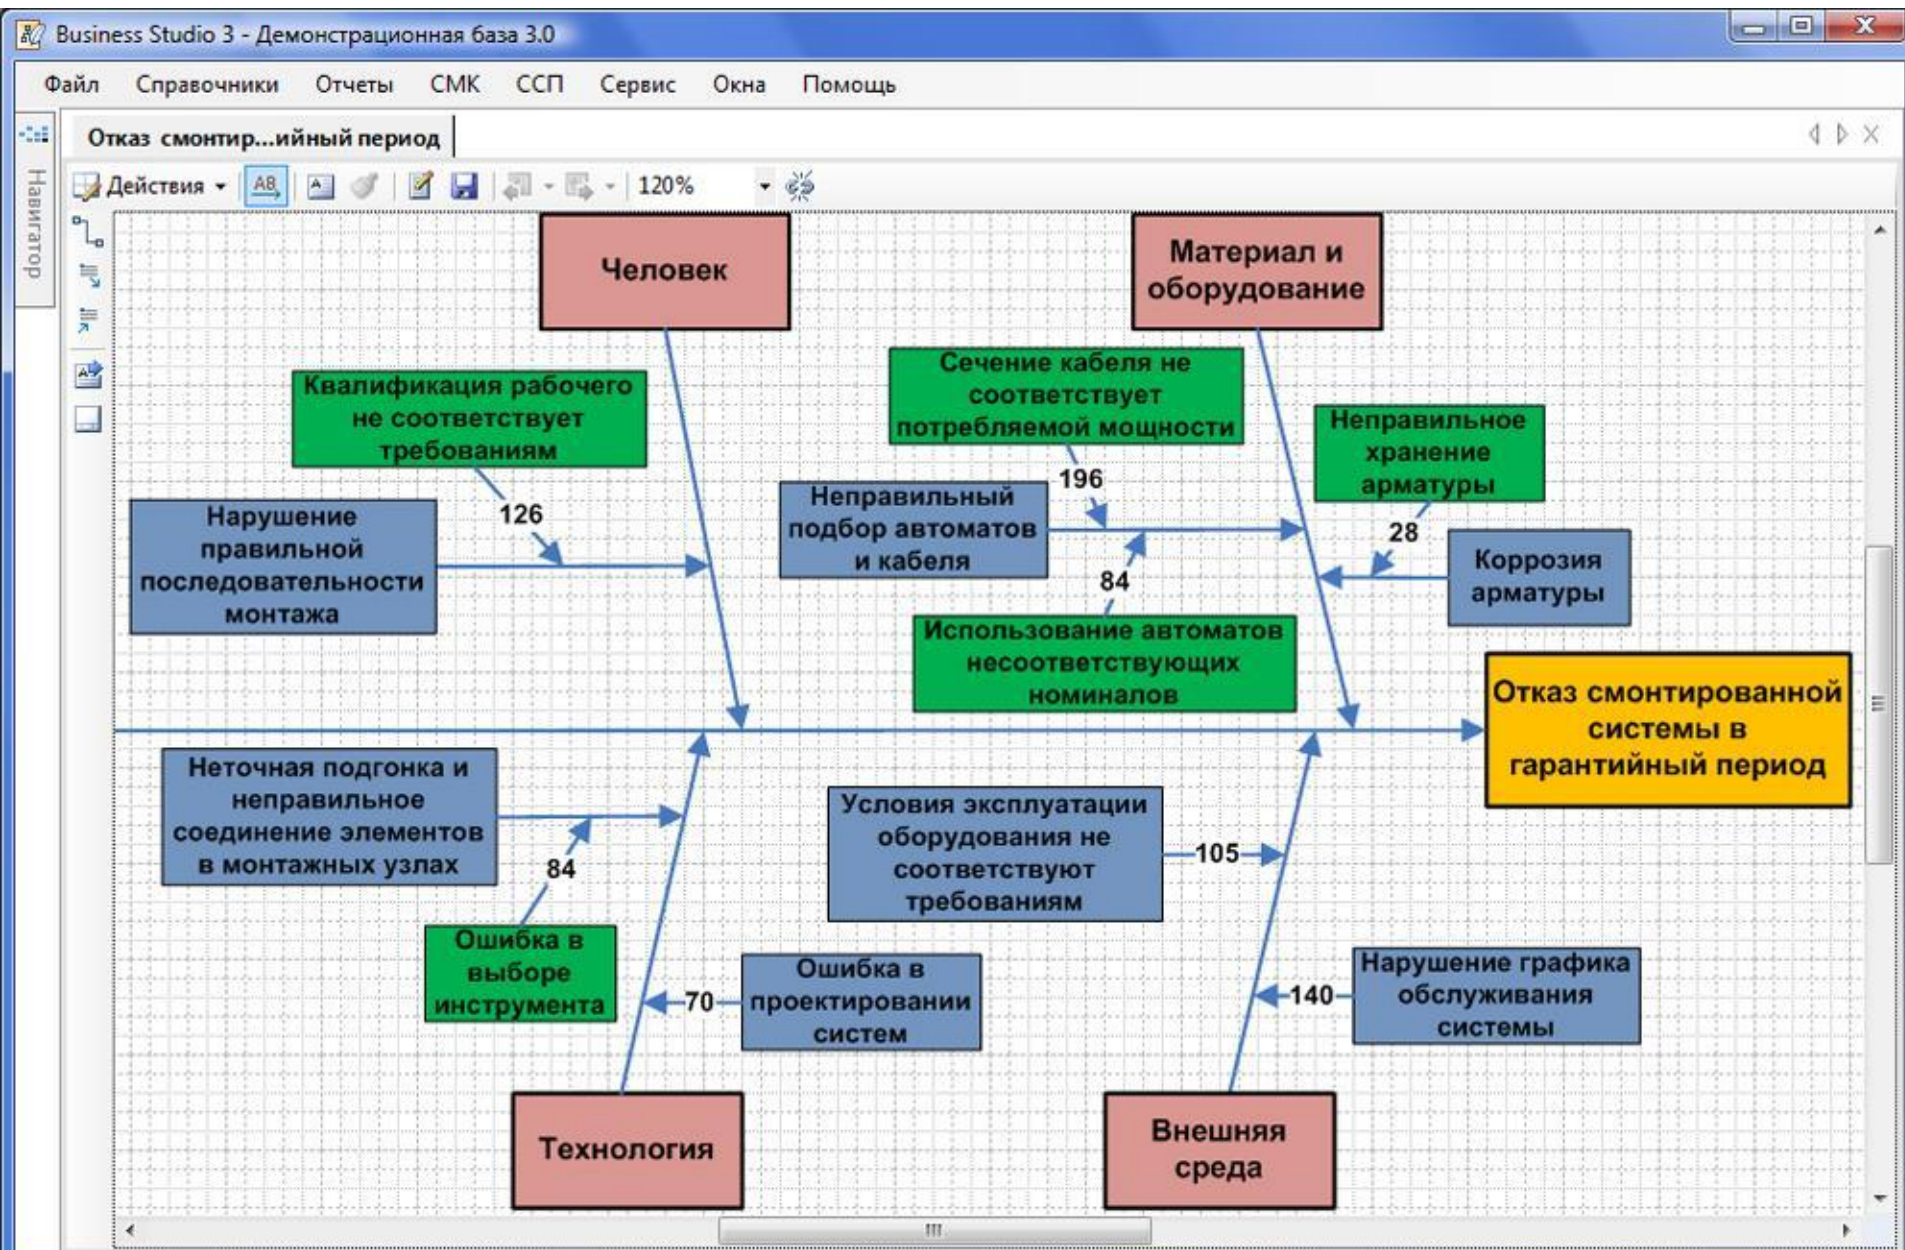 Business Studio 3 - Демонстрационная база 3.0
Файл Справочники Отчеты СМК ССП Сервис Окна Помощь
Навигатор
Отказ смонтир...ийный период
Действия
AB
A
120%
Человек
Материал и
оборудование
Квалификация рабочего
не соответствует
требованиям
126
Нарушение
правильной
последовательности
монтажа
Сечение кабеля не
соответствует
потребляемой мощности
196
Неправильный
подбор автоматов
и кабеля
84
Использование автоматов
несоответствующих
номиналов
Неправильное
хранение
арматуры
28
Коррозия
арматуры
Отказ смонтированной
системы в
гарантийный период
Неточная подгонка и
неправильное
соединение элементов
в монтажных узлах
84
Ошибка в
выборе
инструмента
70
Ошибка в
проектировании
систем
Условия эксплуатации
оборудования не
соответствуют
требованиям
105
140
Нарушение графика
обслуживания
системы
Технология
Внешняя
среда